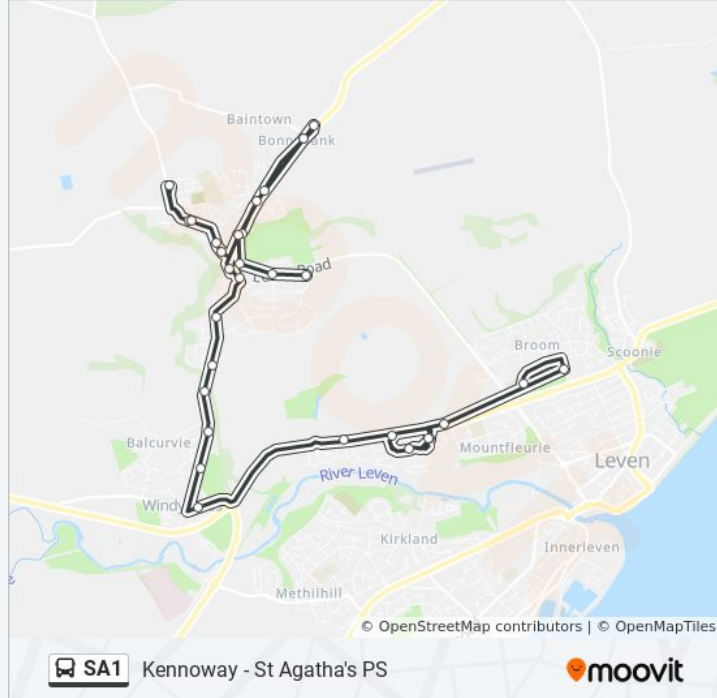 Baintown
Bonnybank
Road
Broom
Scoonie
Balcurvie
Mountfleurie
Leven
River Leven
Windy
Kirkland
Innerleven
Methilhill
© OpenStreetMap contributors | © OpenMapTiles
SA1 Kennoway - St Agatha's PS
moovit